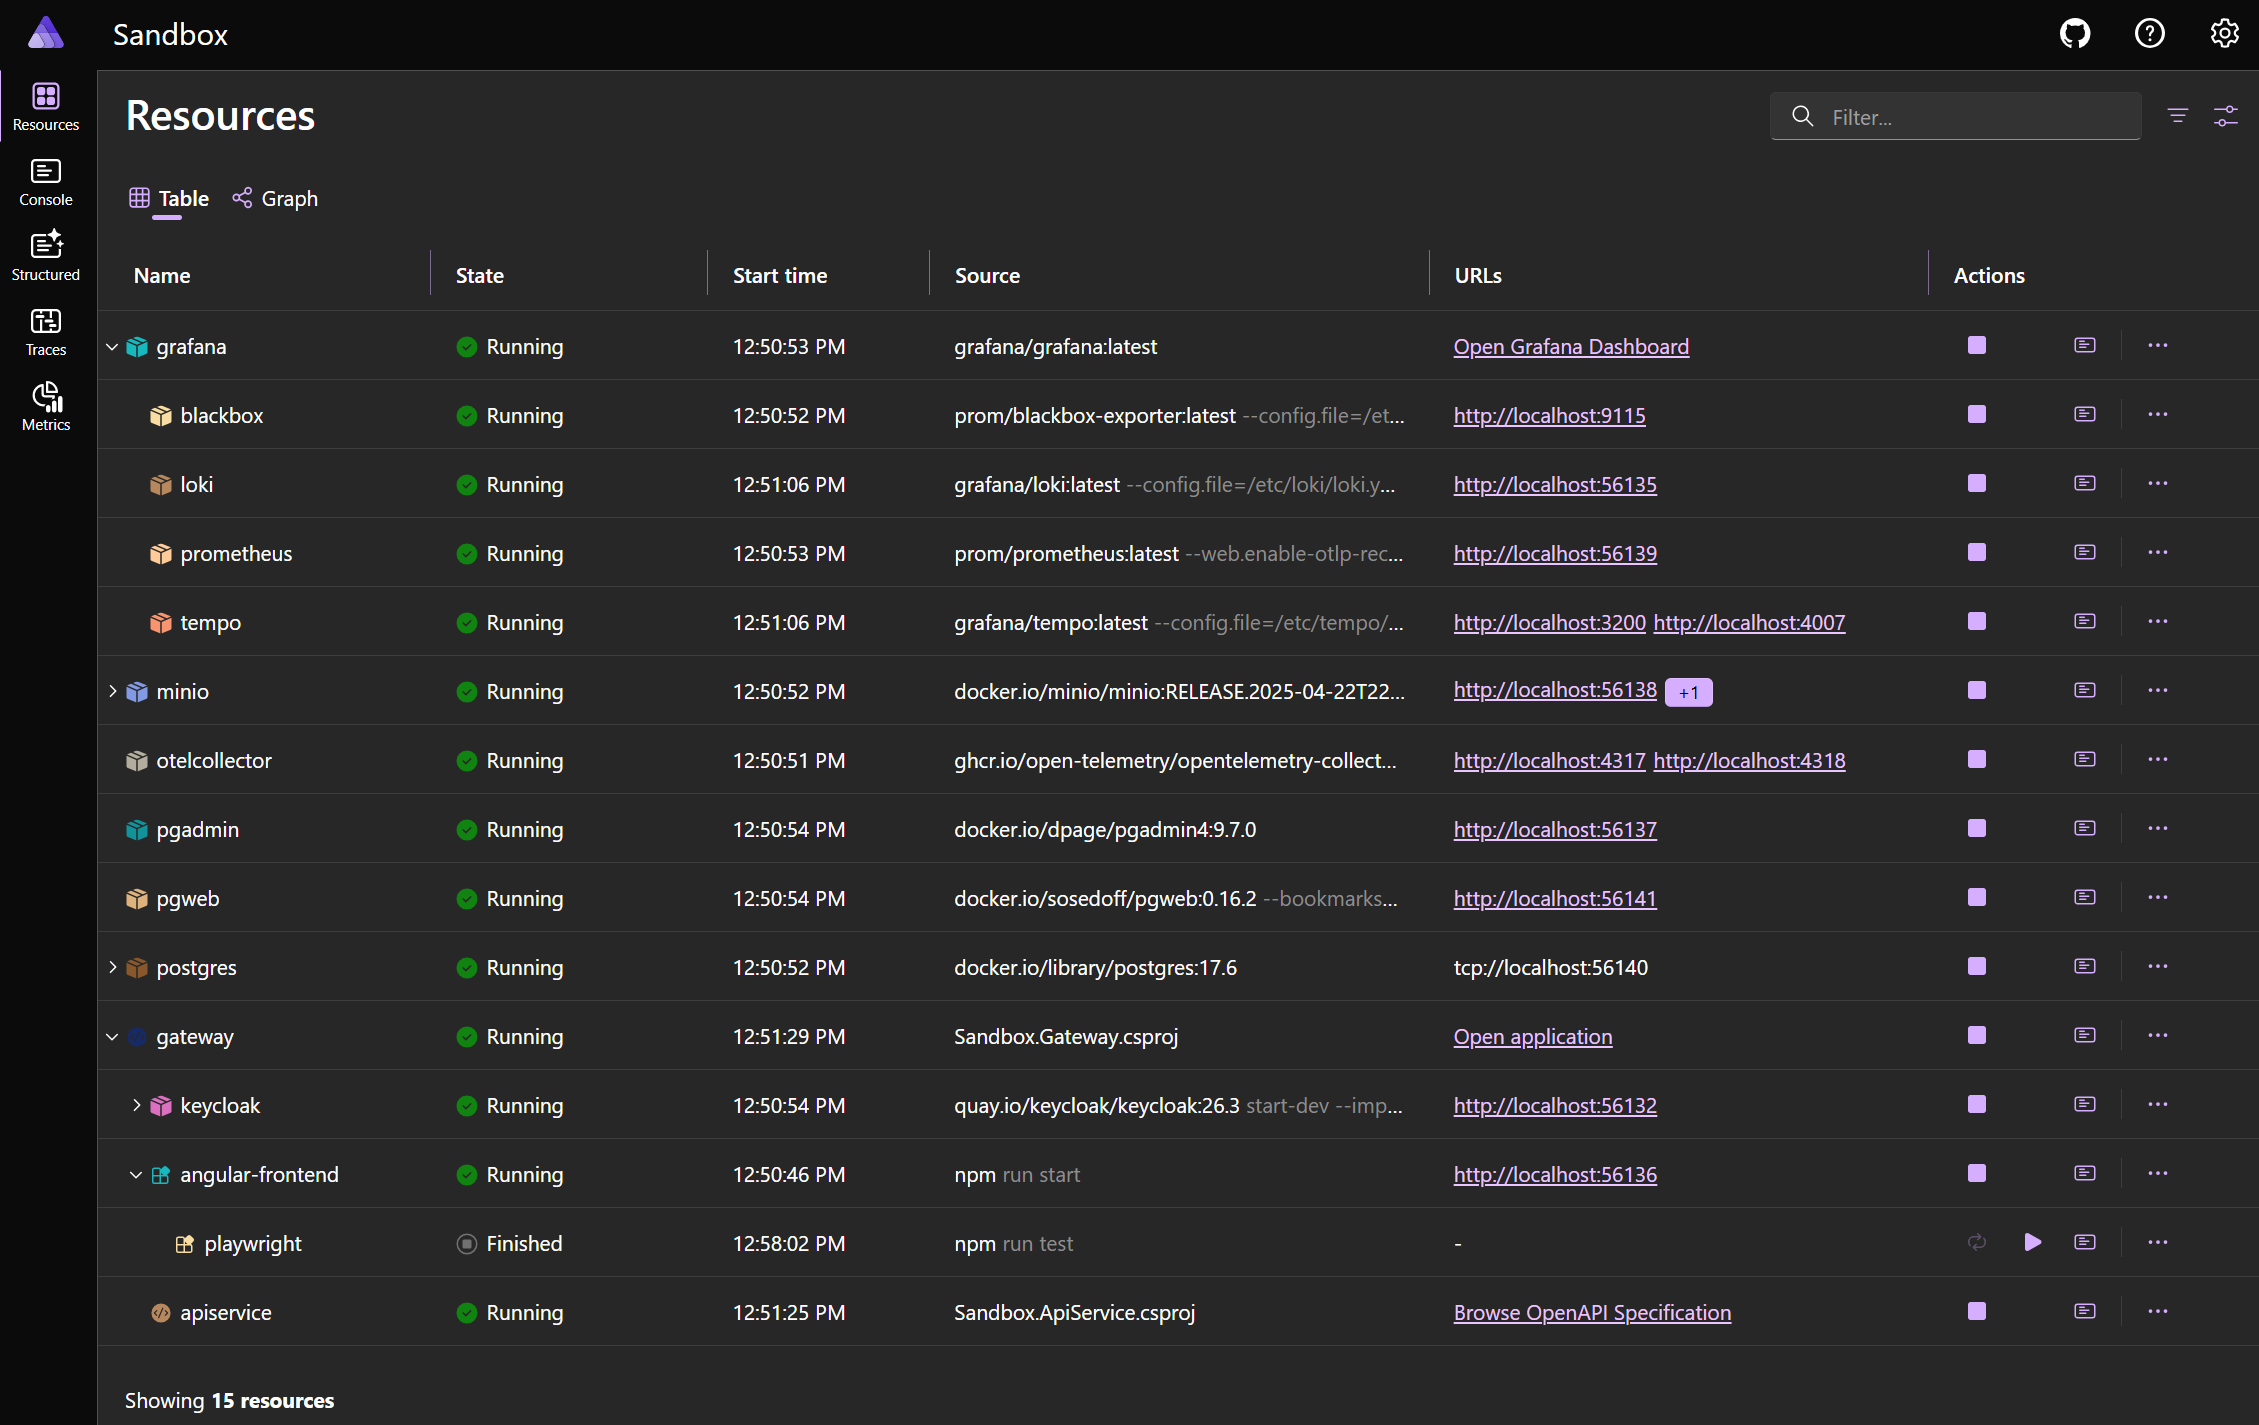 Sandbox
Resources
Console
Structured
Traces
Metrics
Resources
Filter...
Table Graph
Name State Start time Source URLs Actions
grafana Running 12:50:53 PM grafana/grafana:latest Open Grafana Dashboard
blackbox Running 12:50:52 PM prom/blackbox-exporter:latest --config.file=/et... http://localhost:9115
loki Running 12:51:06 PM grafana/loki:latest --config.file=/etc/loki/loki.y... http://localhost:56135
prometheus Running 12:50:53 PM prom/prometheus:latest --web.enable-otlp-rec... http://localhost:56139
tempo Running 12:51:06 PM grafana/tempo:latest --config.file=/etc/tempo/... http://localhost:3200 http://localhost:4007
minio Running 12:50:52 PM docker.io/minio/minio:RELEASE.2025-04-22T22... http://localhost:56138 +1
otelcollector Running 12:50:51 PM ghcr.io/open-telemetry/opentelemetry-collect... http://localhost:4317 http://localhost:4318
pgadmin Running 12:50:54 PM docker.io/dpage/pgadmin4:9.7.0 http://localhost:56137
pgweb Running 12:50:54 PM docker.io/sosedoff/pgweb:0.16.2 --bookmarks... http://localhost:56141
postgres Running 12:50:52 PM docker.io/library/postgres:17.6 tcp://localhost:56140
gateway Running 12:51:29 PM Sandbox.Gateway.csproj Open application
keycloak Running 12:50:54 PM quay.io/keycloak/keycloak:26.3 start-dev --imp... http://localhost:56132
angular-frontend Running 12:50:46 PM npm run start http://localhost:56136
playwright Finished 12:58:02 PM npm run test -
apiservice Running 12:51:25 PM Sandbox.ApiService.csproj Browse OpenAPI Specification
Showing 15 resources